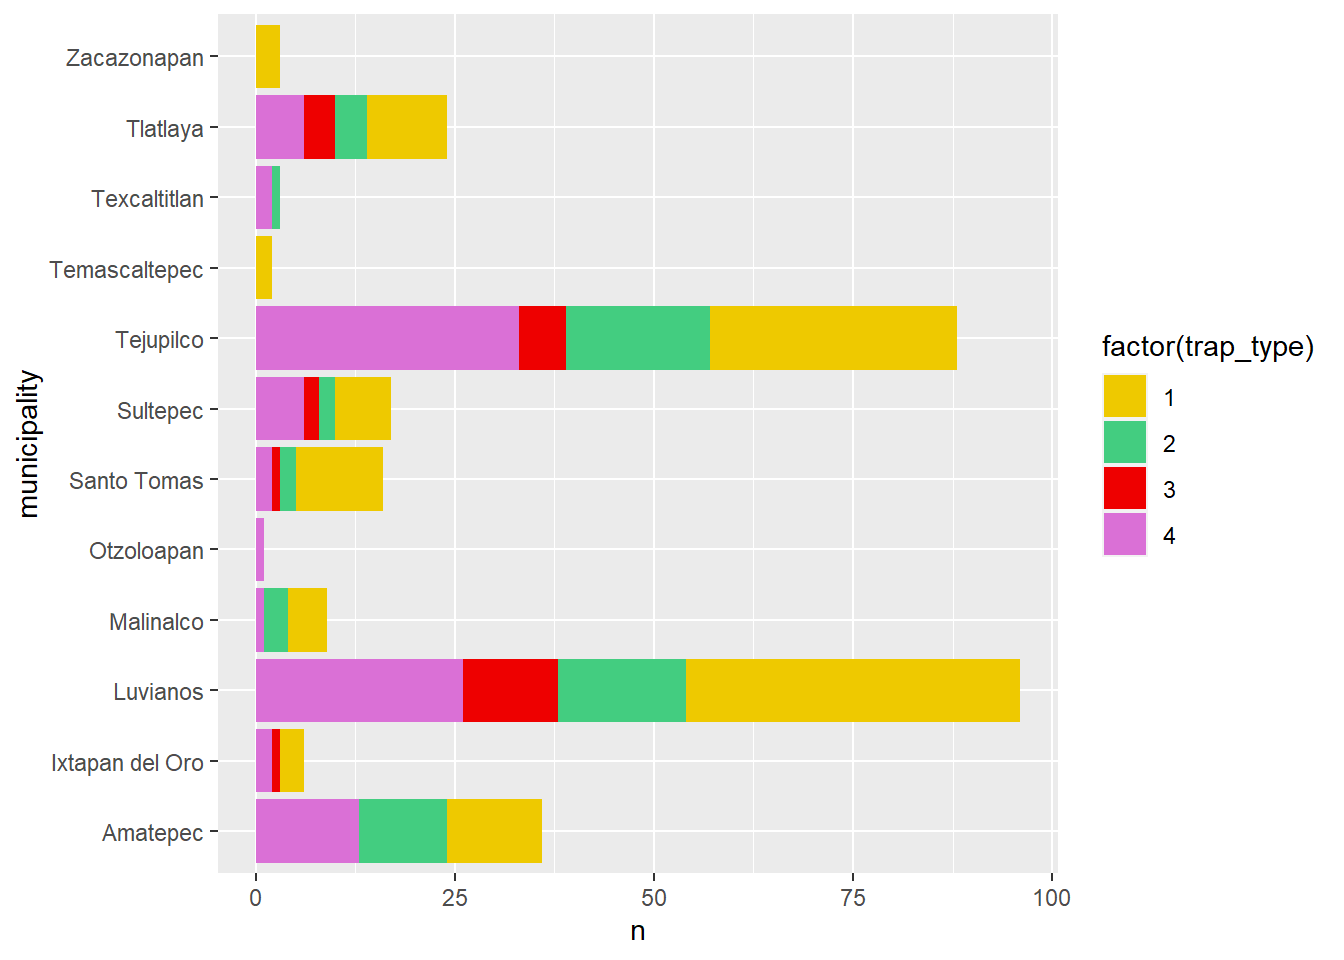 Zacazonapan
Tlatlaya
Texcaltitlan
Temascaltepec
Tejupilco
Sultepec
Santo Tomas
Otzoloapan
Malinalco
Luvianos
Ixtapan del Oro
Amatepec
municipality
0 25 50 75 100
n
factor(trap_type)
1
2
3
4